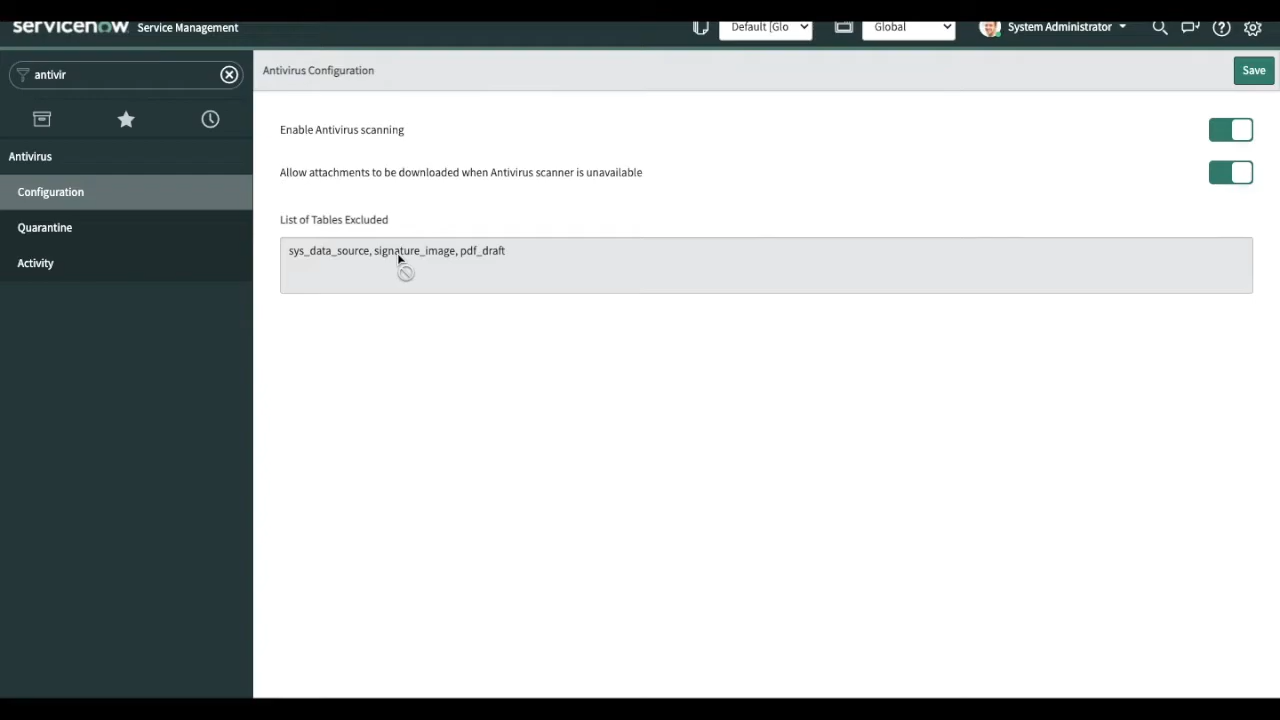 servicenow Service Management
Default [Glo
Global
System Administrator
antivir
Antivirus
Configuration
Quarantine
Activity
Antivirus Configuration
Save
Enable Antivirus scanning
Allow attachments to be downloaded when Antivirus scanner is unavailable
List of Tables Excluded
sys_data_source, signature_image, pdf_draft